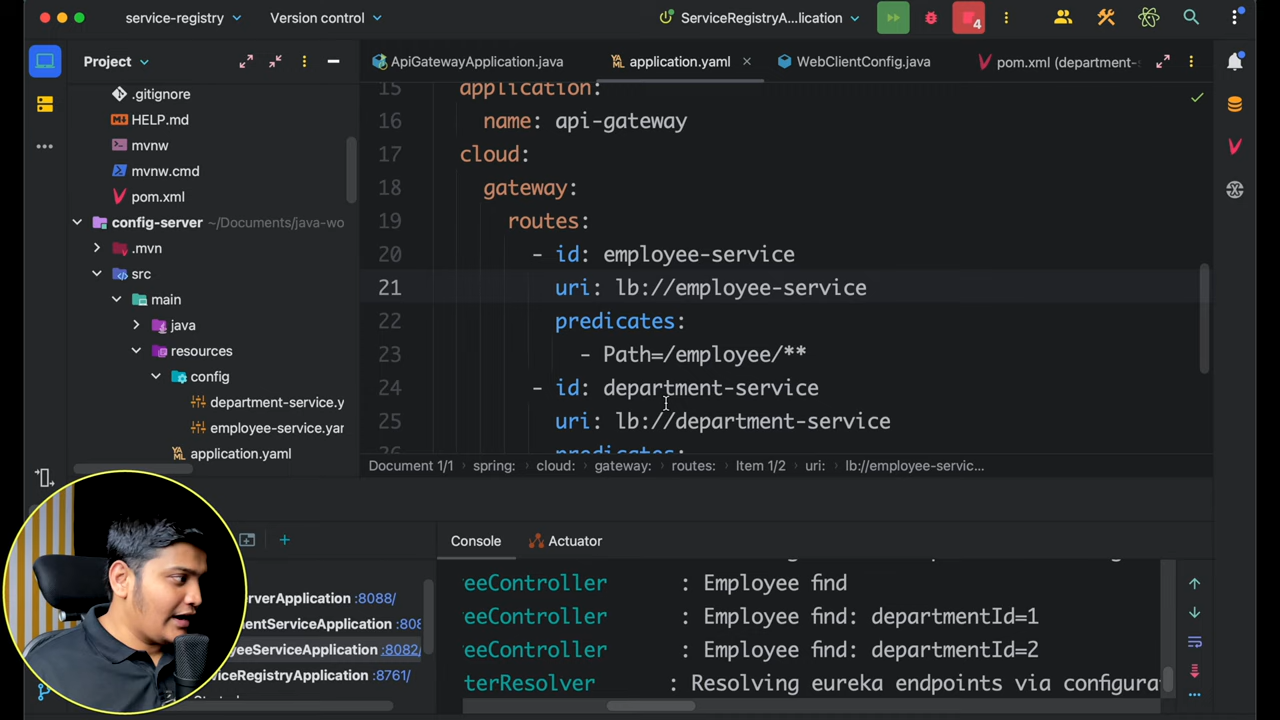 service-registry
Version control
ServiceRegistryA...lication
4
Project
ApiGatewayApplication.java
application.yaml
WebClientConfig.java
pom.xml (department-
.gitignore
HELP.md
mvnw
mvnw.cmd
pom.xml
config-server ~/Documents/java-wo
.mvn
src
main
java
resources
config
department-service.y
employee-service.yar
application.yaml
15 application:
16 name: api-gateway
17 cloud:
18 gateway:
19 routes:
20 - id: employee-service
21 uri: lb://employee-service
22 predicates:
23 - Path=/employee/**
24 - id: department-service
25 uri: lb://department-service
26 predicates:
Document 1/1 spring: cloud: gateway: routes: Item 1/2 uri: lb://employee-servic...
Console
Actuator
erverApplication :8088/
entServiceApplication :808
eeServiceApplication :8082/
viceRegistryApplication :8761/
eeController : Employee find
eeController : Employee find: departmentId=1
eeController : Employee find: departmentId=2
terResolver : Resolving eureka endpoints via configura